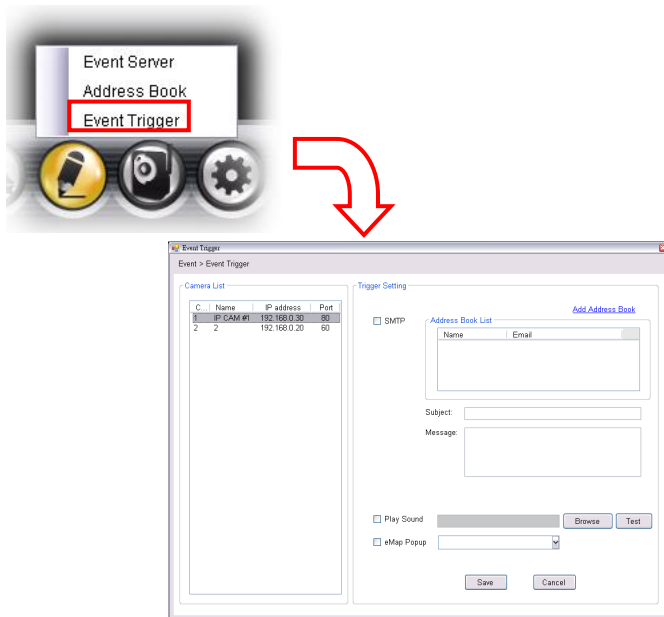 Event Server
Address Book
Event Trigger
Event Trigger
Event > Event Trigger
Camera List
C... Name IP address Port
1 IP CAM #1 192.168.0.30 80
2 2 192.168.0.20 60
Trigger Setting
Add Address Book
SMTP
Address Book List
Name Email
Subject:
Message:
Play Sound
Browse Test
eMap Popup
Save Cancel